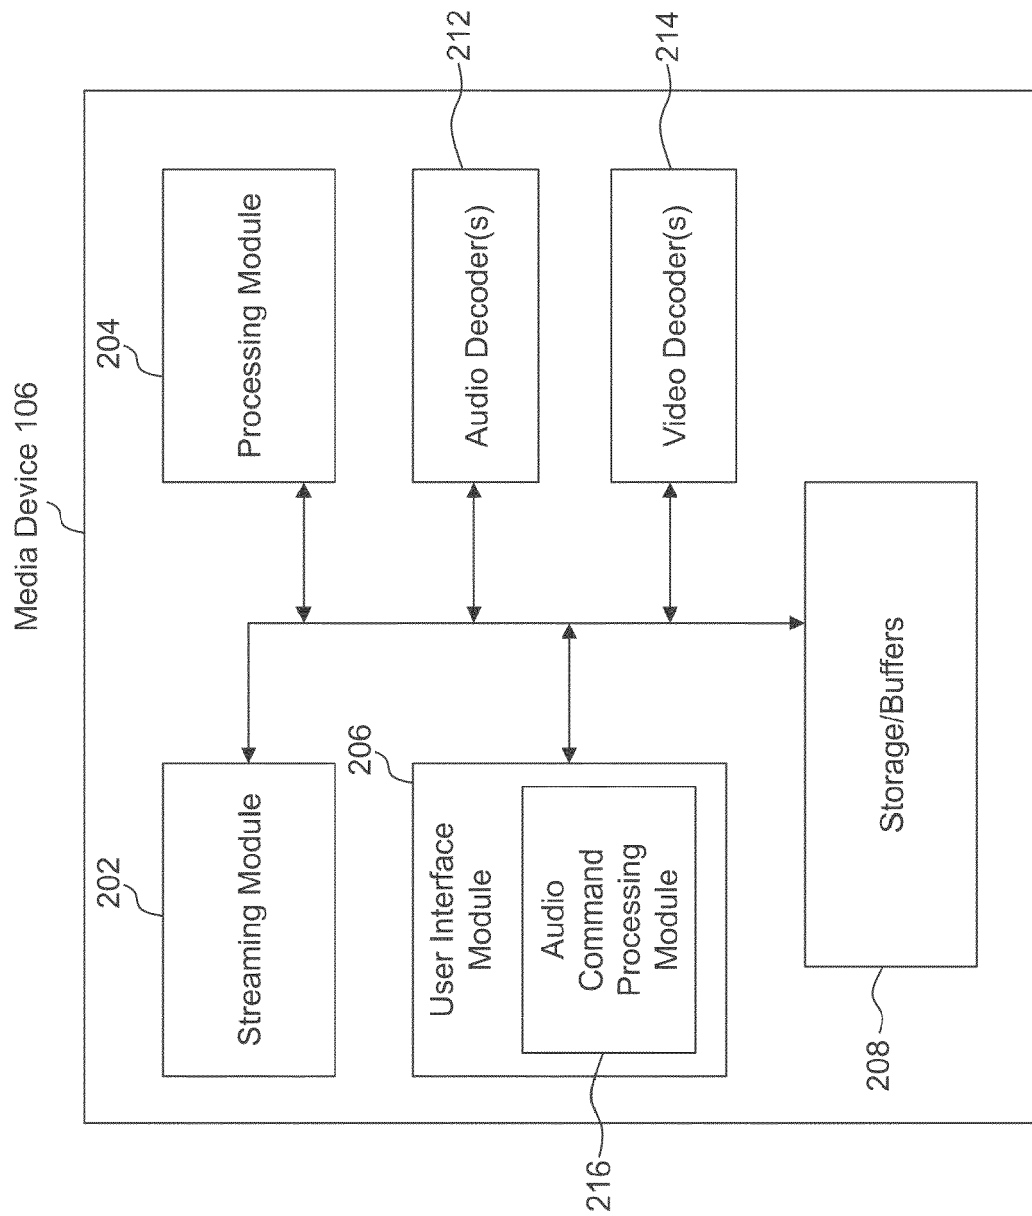 Media Device 106
202
Streaming Module
204
Processing Module
206
User Interface
Module
Audio
Command
Processing
Module
216
212
Audio Decoder(s)
214
Video Decoder(s)
Storage/Buffers
208